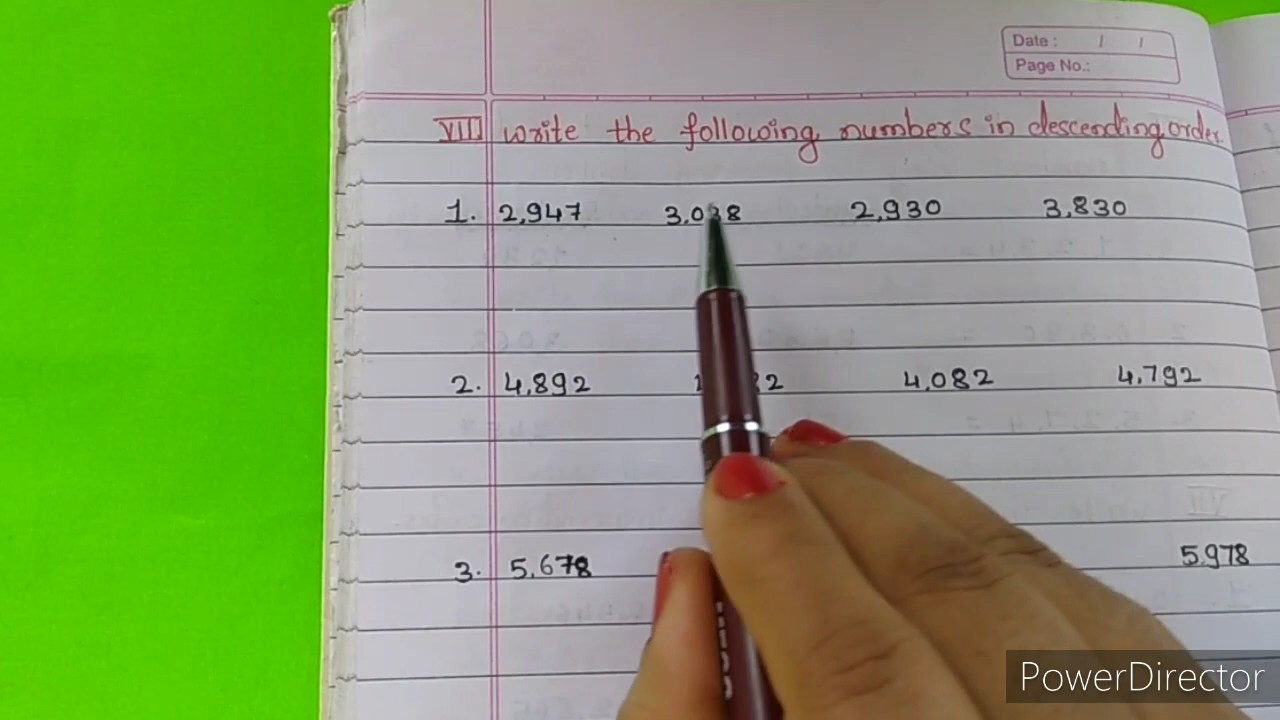 Date : / /
Page No.:
VIII write the following numbers in descending order.
1. 2,947 3,038 2,930 3,830
2. 4,892 4,082 4,792
3. 5,678 5,978
PowerDirector